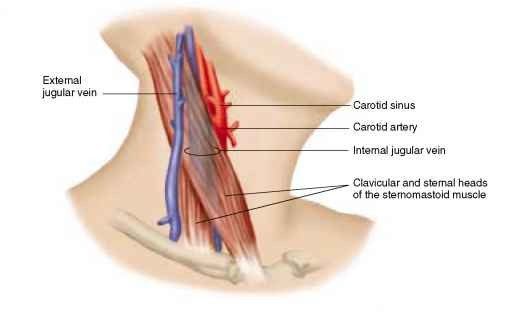 External
jugular vein
Carotid sinus
Carotid artery
Internal jugular vein
Clavicular and sternal heads
of the sternomastoid muscle